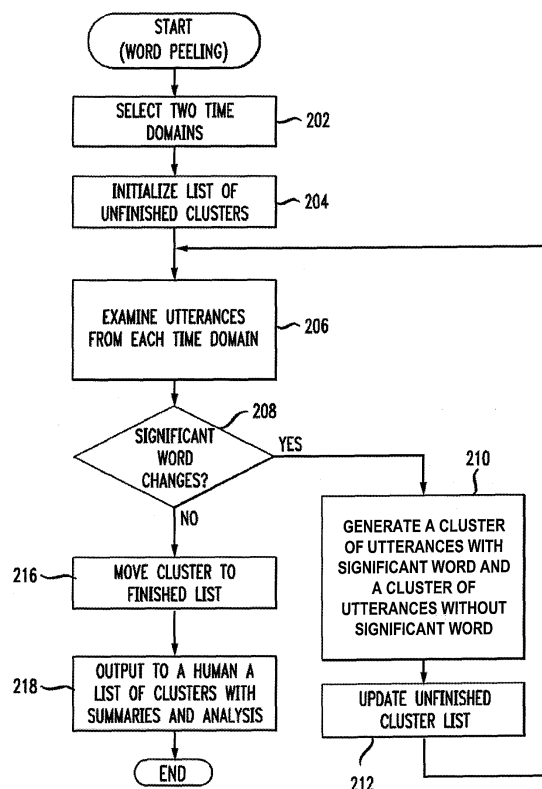 START
(WORD PEELING)
SELECT TWO TIME
DOMAINS
202
INITIALIZE LIST OF
UNFINISHED CLUSTERS
204
EXAMINE UTTERANCES
FROM EACH TIME DOMAIN
206
208
SIGNIFICANT
WORD
CHANGES?
YES
NO
210
GENERATE A CLUSTER
OF UTTERANCES WITH
SIGNIFICANT WORD AND
A CLUSTER OF
UTTERANCES WITHOUT
SIGNIFICANT WORD
216
MOVE CLUSTER TO
FINISHED LIST
218
OUTPUT TO A HUMAN A
LIST OF CLUSTERS WITH
SUMMARIES AND ANALYSIS
UPDATE UNFINISHED
CLUSTER LIST
212
END